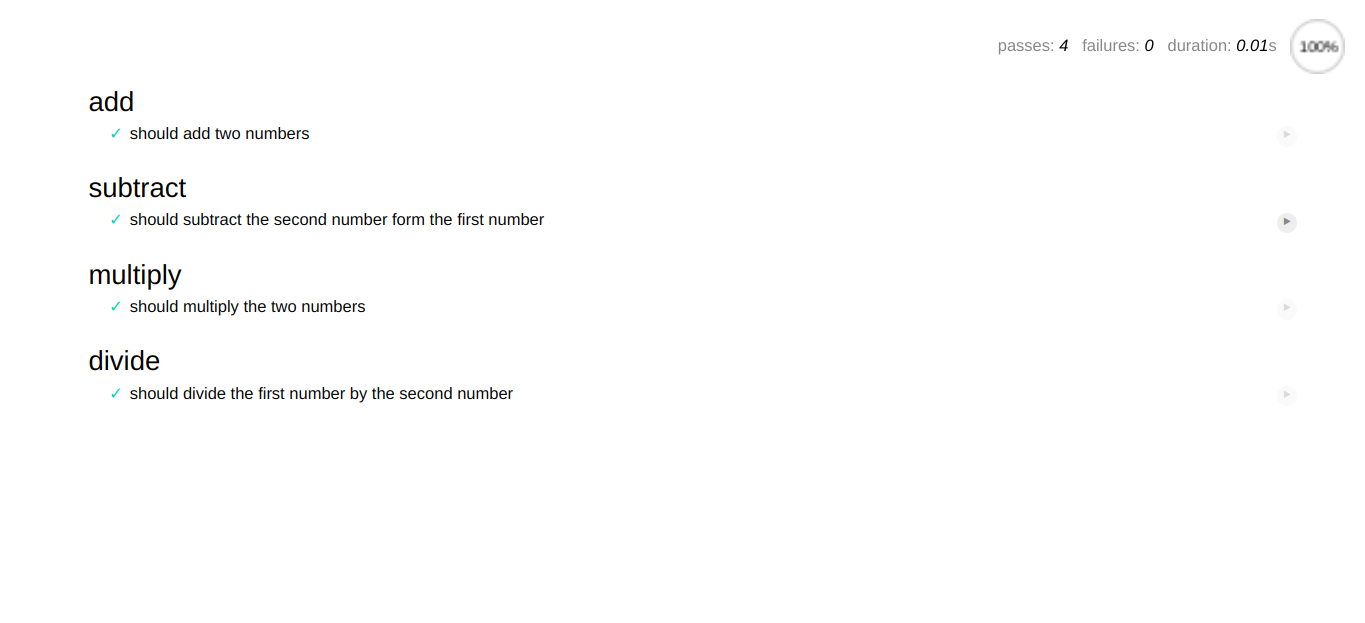 passes: 4 failures: 0 duration: 0.01s 100%
add
✓ should add two numbers
subtract
✓ should subtract the second number form the first number
multiply
✓ should multiply the two numbers
divide
✓ should divide the first number by the second number